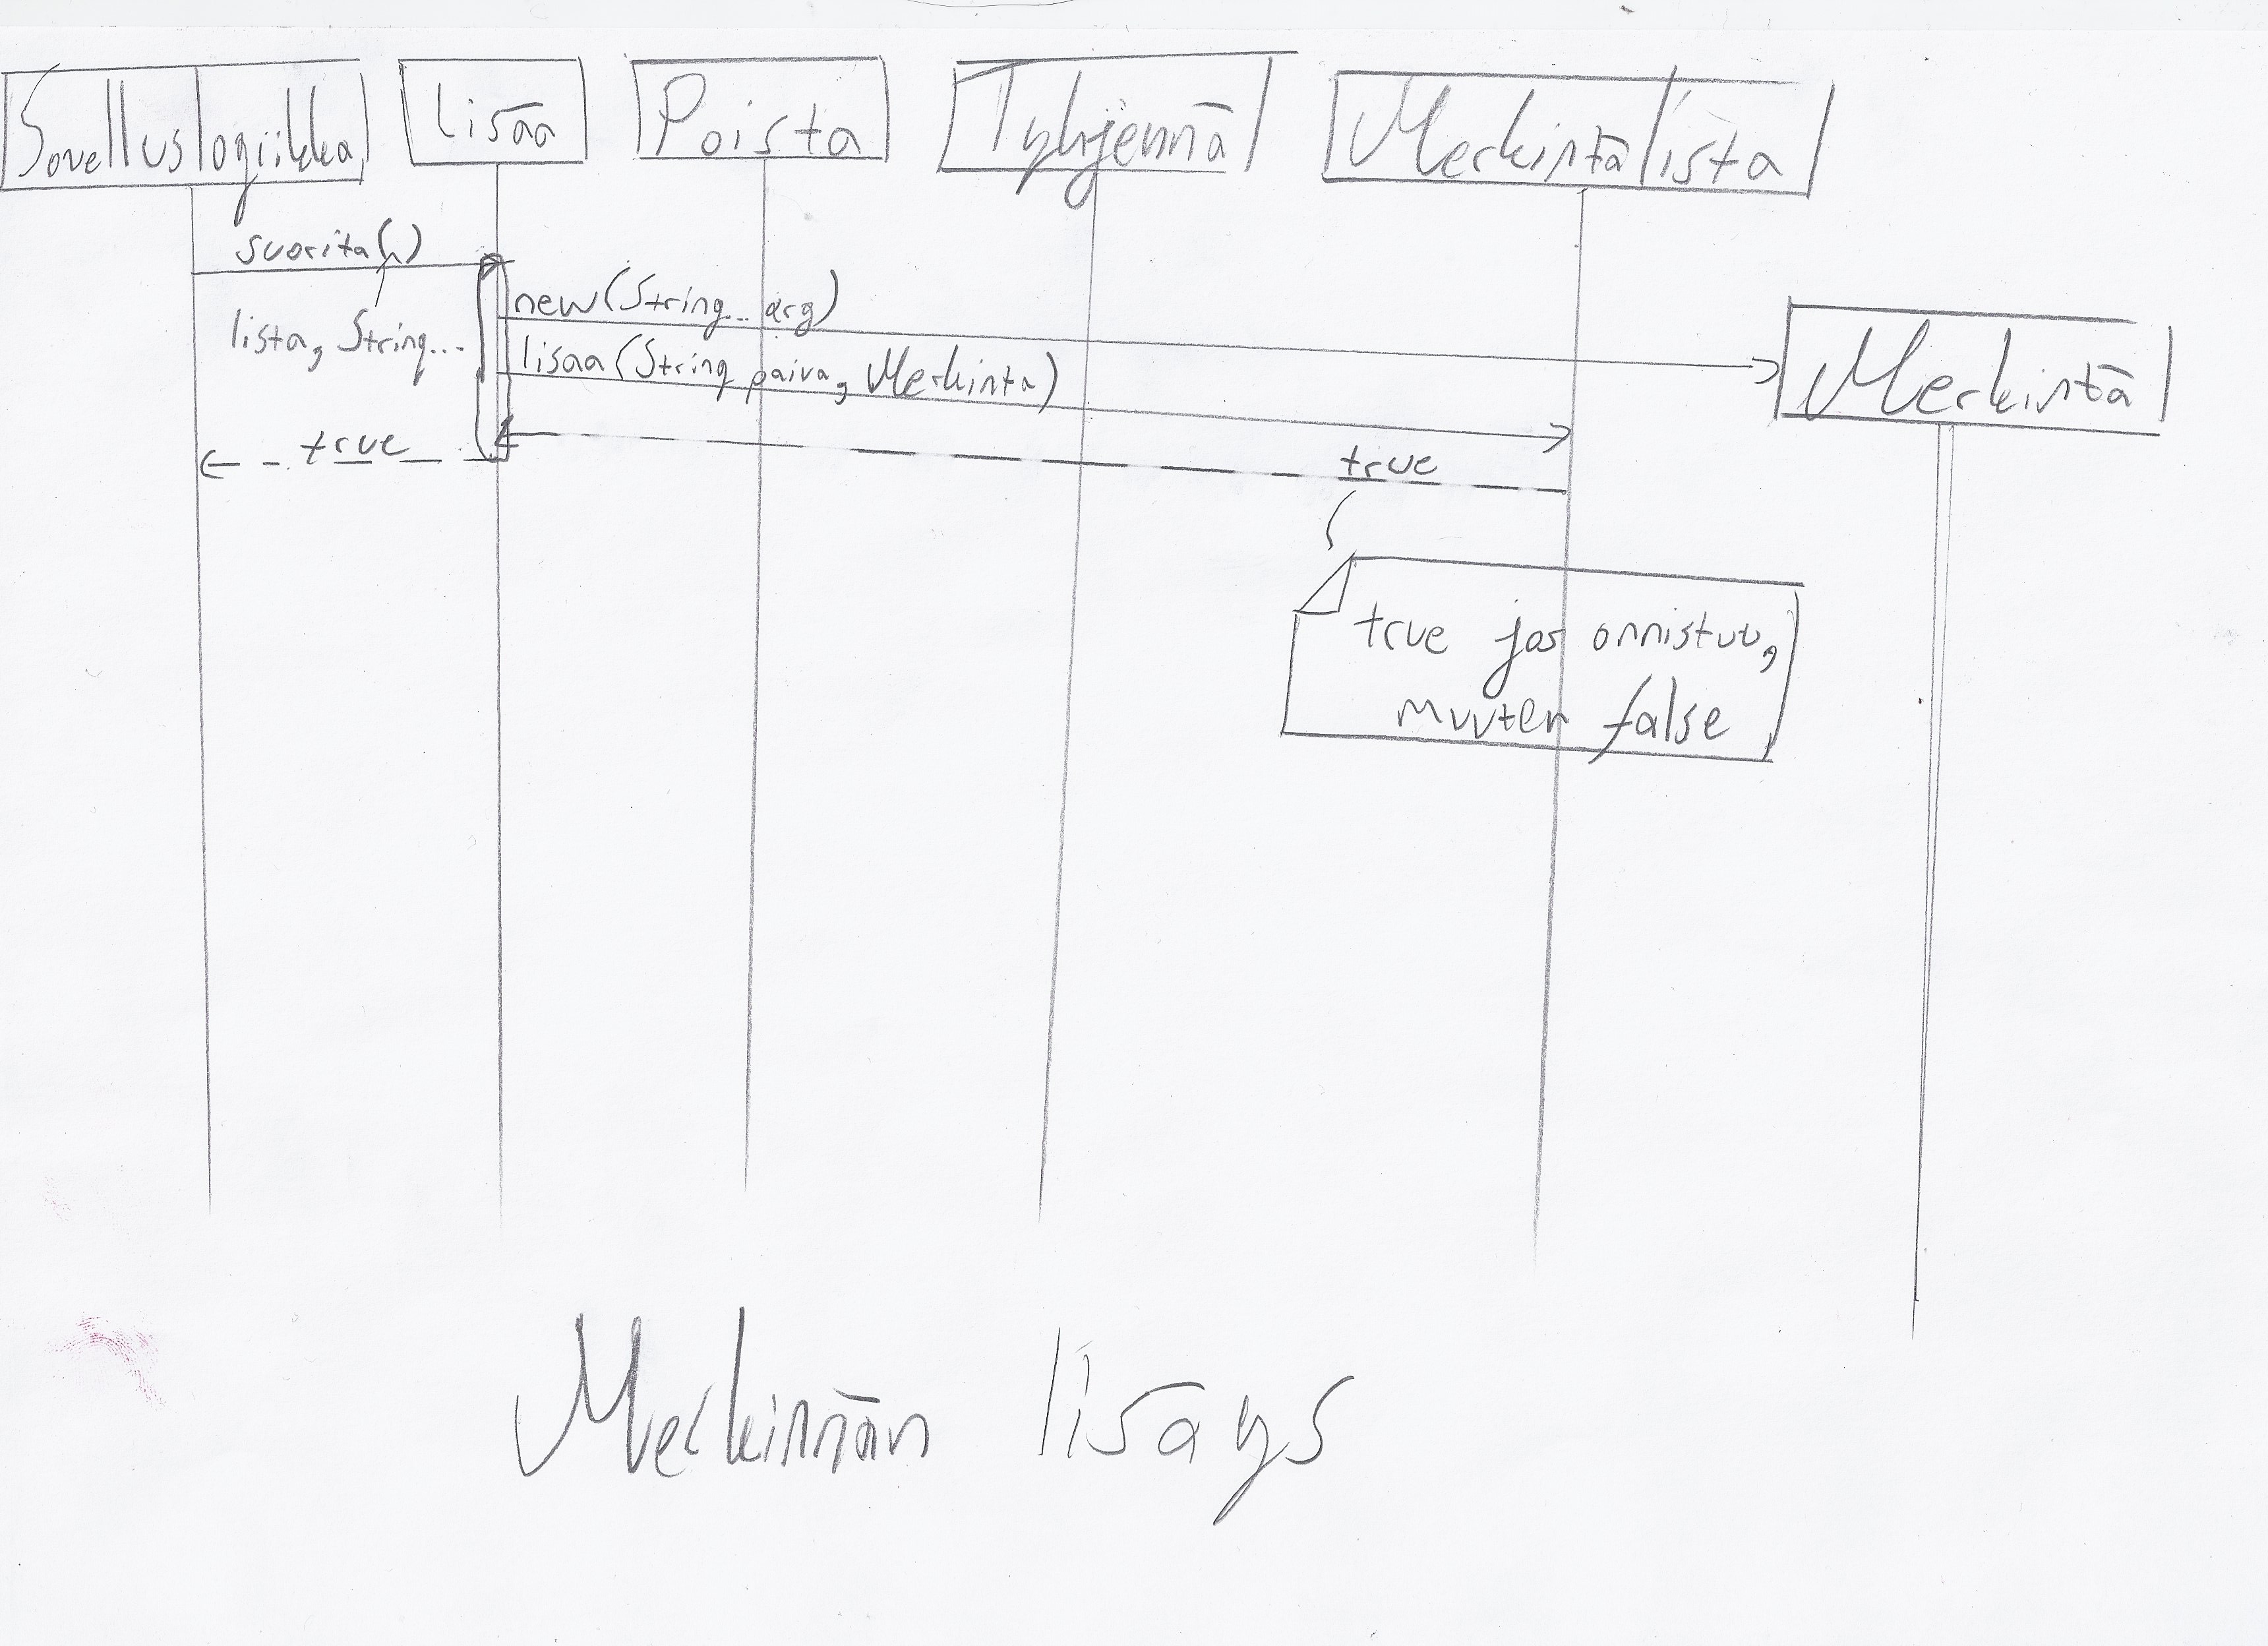 Sovelluslogiikka
Lisää
Poista
Tyhjennä
Merkintälista
suorita( )
lista, String...
new(String... arg)
Merkintä
lisaa(String paiva, Merkinta)
true
true
true jos onnistuu,
muuten false
Merkinnän lisays